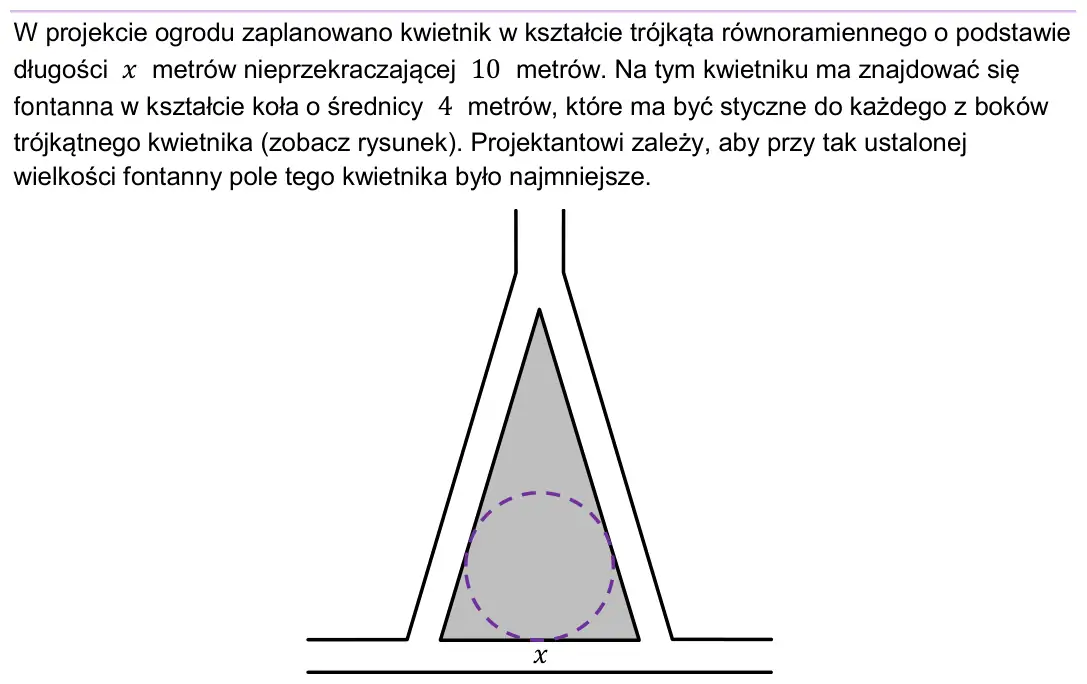 W projekcie ogrodu zaplanowano kwietnik w kształcie trójkąta równoramiennego o podstawie
długości x metrów nieprzekraczającej 10 metrów. Na tym kwietniku ma znajdować się
fontanna w kształcie koła o średnicy 4 metrów, które ma być styczne do każdego z boków
trójkątnego kwietnika (zobacz rysunek). Projektantowi zależy, aby przy tak ustalonej
wielkości fontanny pole tego kwietnika było najmniejsze.
x